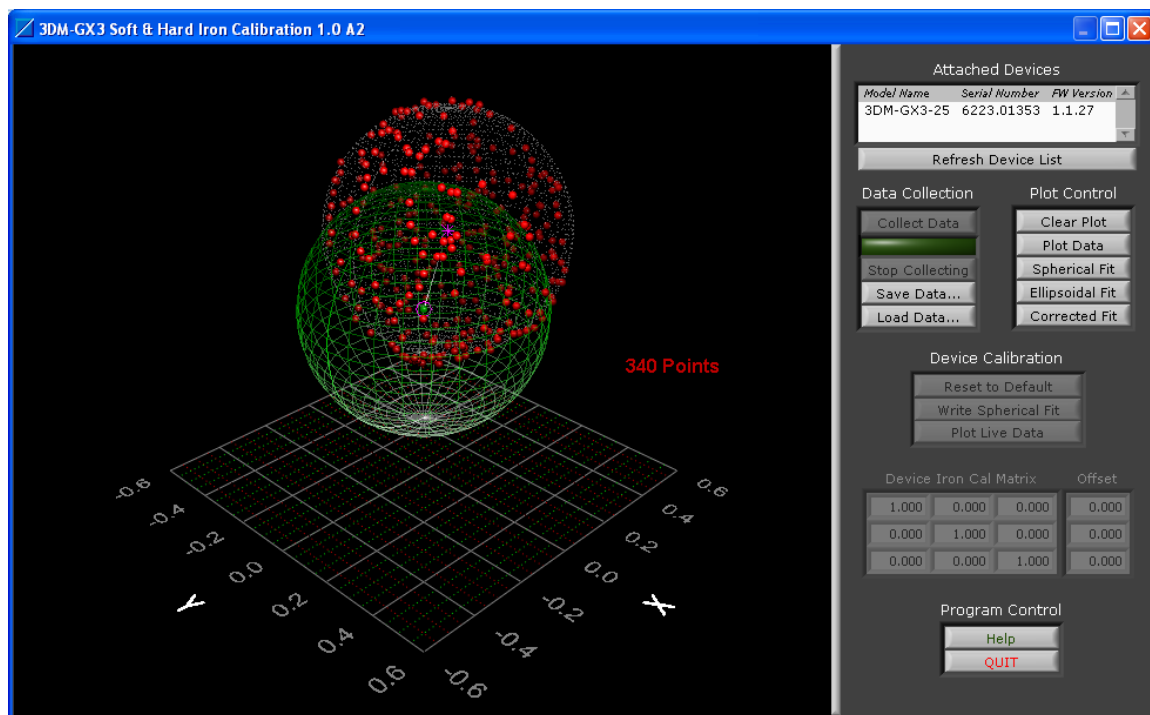 3DM-GX3 Soft & Hard Iron Calibration 1.0 A2
Attached Devices
Model Name Serial Number FW Version
3DM-GX3-25 6223.01353 1.1.27
Refresh Device List
Data Collection
Collect Data
Stop Collecting
Save Data...
Load Data...
Plot Control
Clear Plot
Plot Data
Spherical Fit
Ellipsoidal Fit
Corrected Fit
340 Points
Device Calibration
Reset to Default
Write Spherical Fit
Plot Live Data
Device Iron Cal Matrix Offset
1.000 0.000 0.000 0.000
0.000 1.000 0.000 0.000
0.000 0.000 1.000 0.000
Program Control
Help
QUIT
-0.6
-0.4
-0.2
0.0
0.2
0.4
0.6
Y
0.6
0.4
0.2
0.0
-0.2
-0.4
-0.6
X